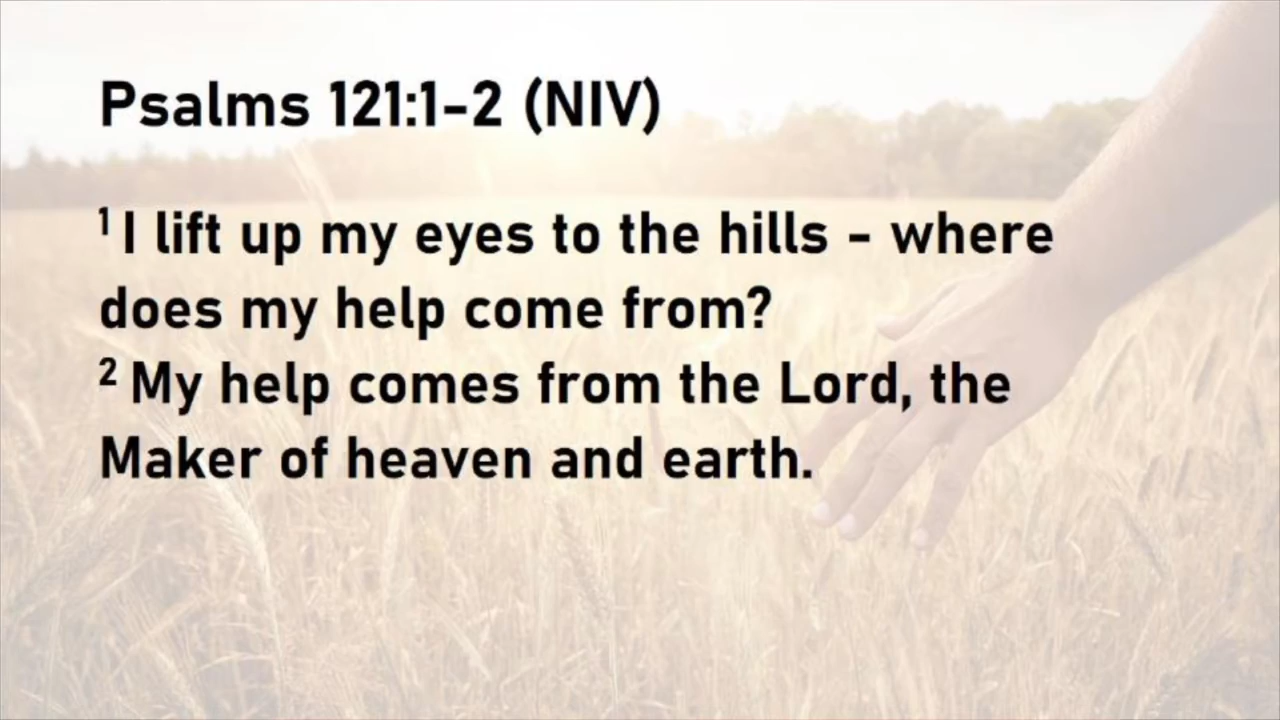 Psalms 121:1-2 (NIV)
¹ I lift up my eyes to the hills - where
does my help come from?
² My help comes from the Lord, the
Maker of heaven and earth.